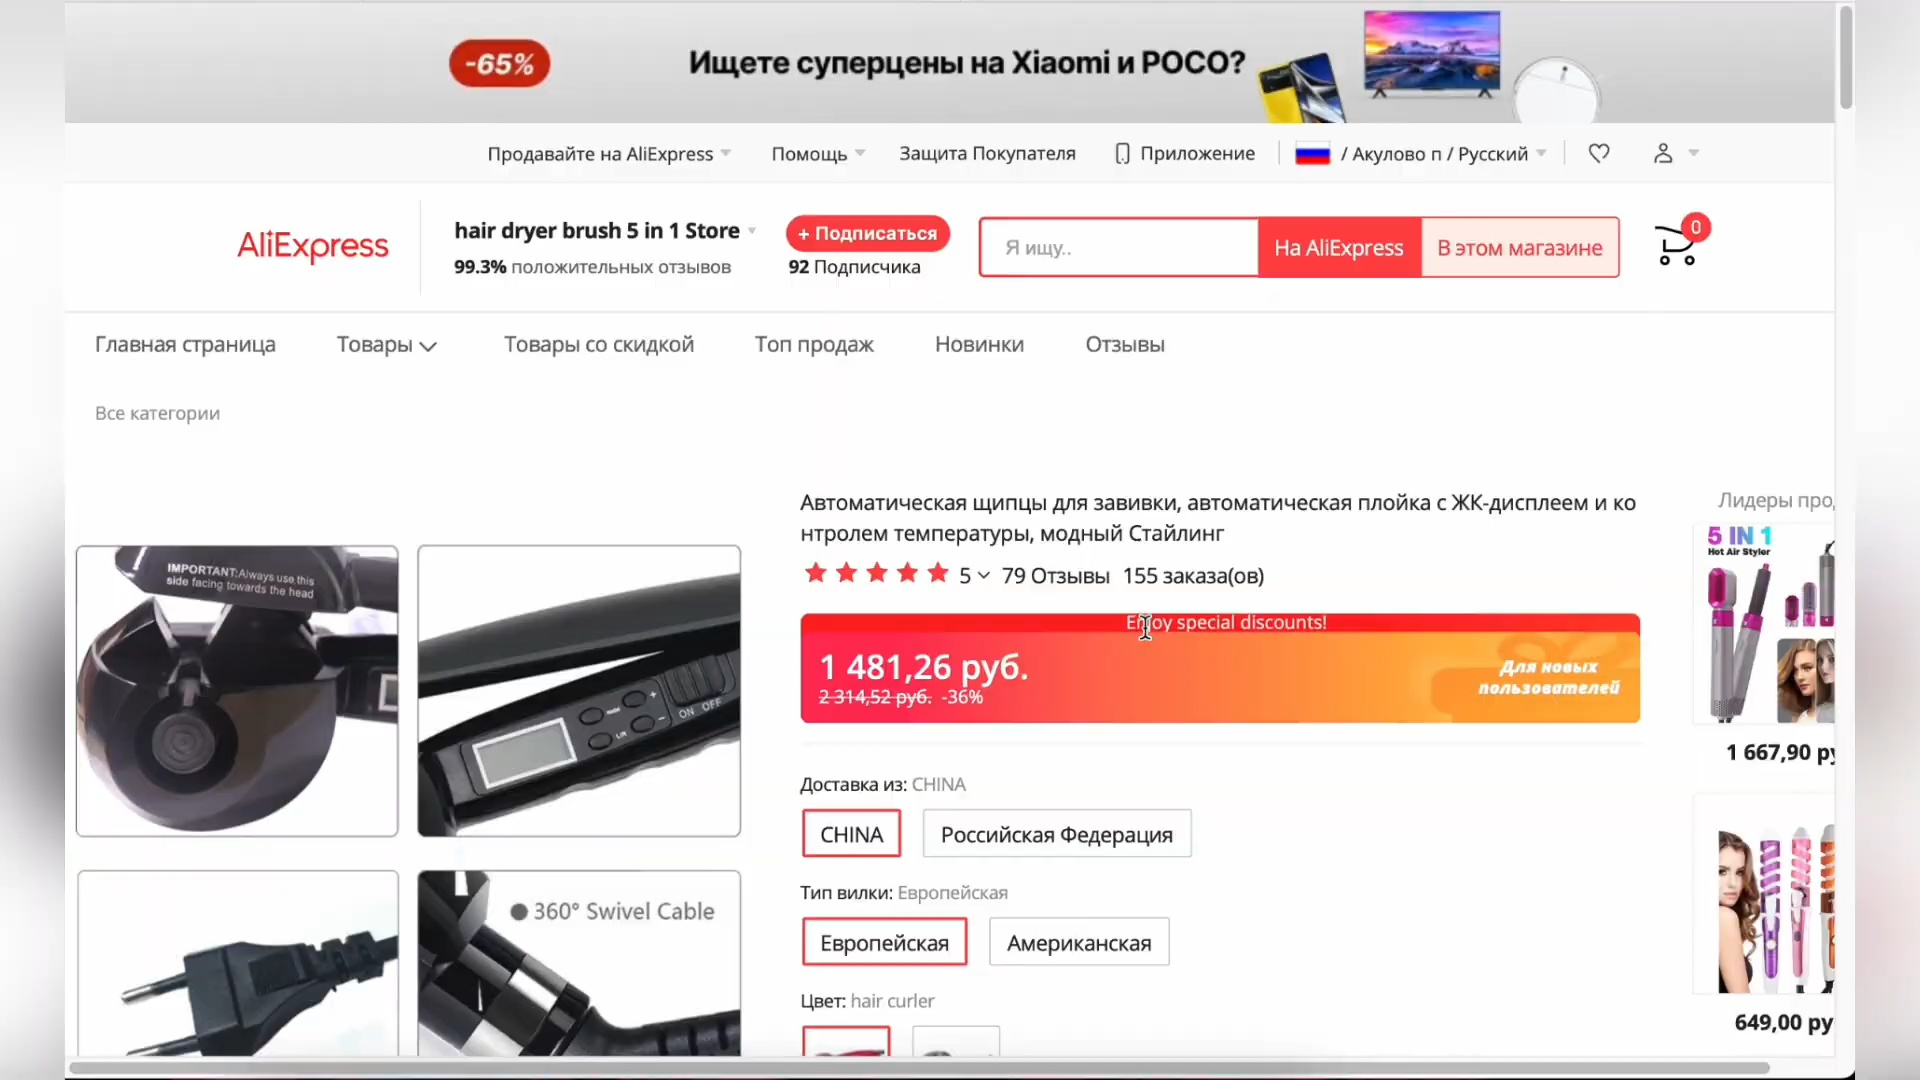 -65%
Ищете суперцены на Xiaomi и POCO?
Продавайте на AliExpress
Помощь
Защита Покупателя
Приложение
/ Акулово п / Русский
AliExpress
hair dryer brush 5 in 1 Store
99.3% положительных отзывов
+ Подписаться
92 Подписчика
Я ищу..
На AliExpress
В этом магазине
0
Главная страница
Товары
Товары со скидкой
Топ продаж
Новинки
Отзывы
Все категории
Автоматическая щипцы для завивки, автоматическая плойка с ЖК-дисплеем и ко
нтролем температуры, модный Стайлинг
5
79 Отзывы
155 заказа(ов)
Enjoy special discounts!
1 481,26 руб.
2 314,52 руб. -36%
Для новых
пользователей
Доставка из: CHINA
CHINA
Российская Федерация
Тип вилки: Европейская
Европейская
Американская
Цвет: hair curler
IMPORTANT:Always use this
side facing towards the head
+
−
L/R
ON OFF
360° Swivel Cable
Лидеры про
5 IN 1
Hot Air Styler
1 667,90 ру
649,00 ру